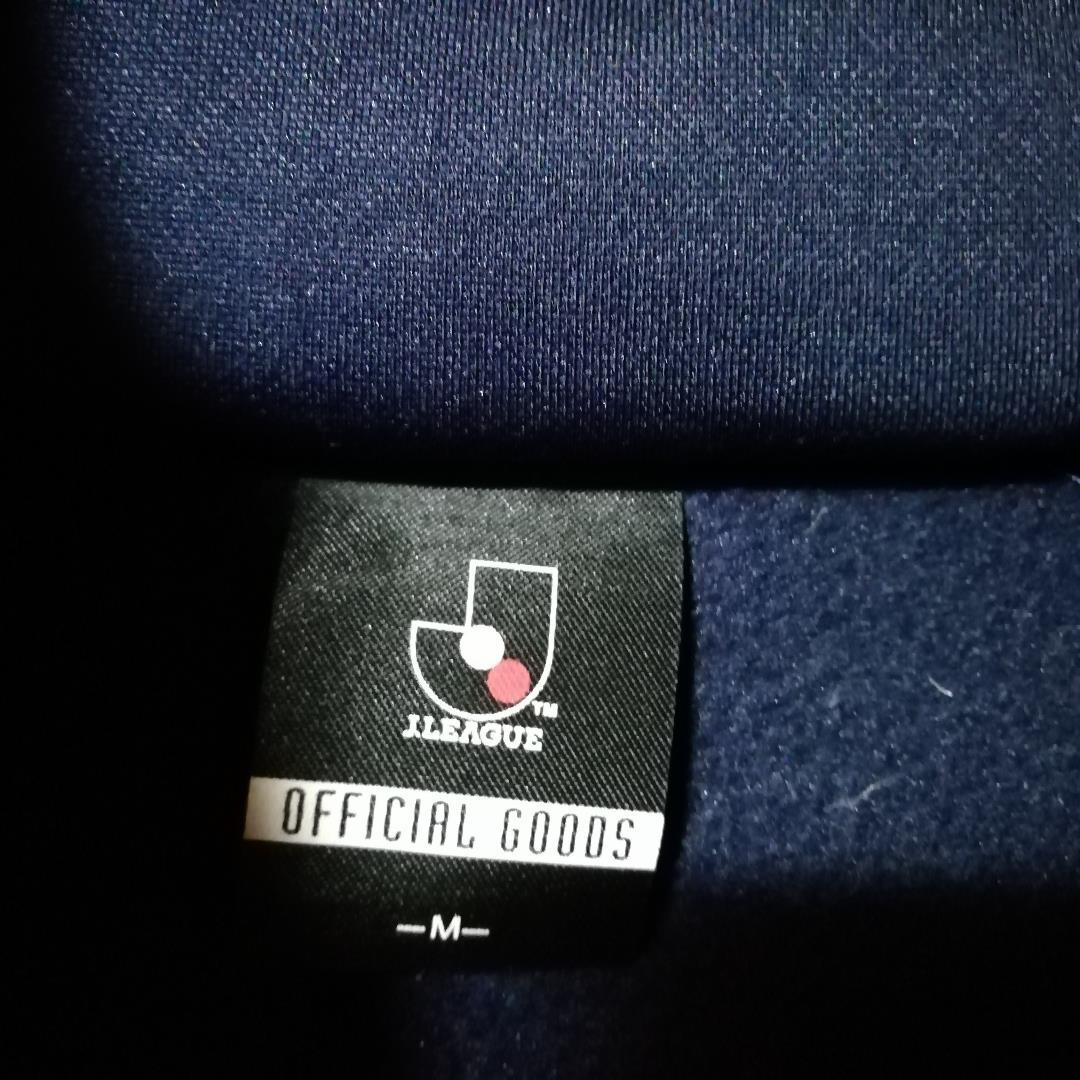 TM
J.LEAGUE
OFFICIAL GOODS
—M—